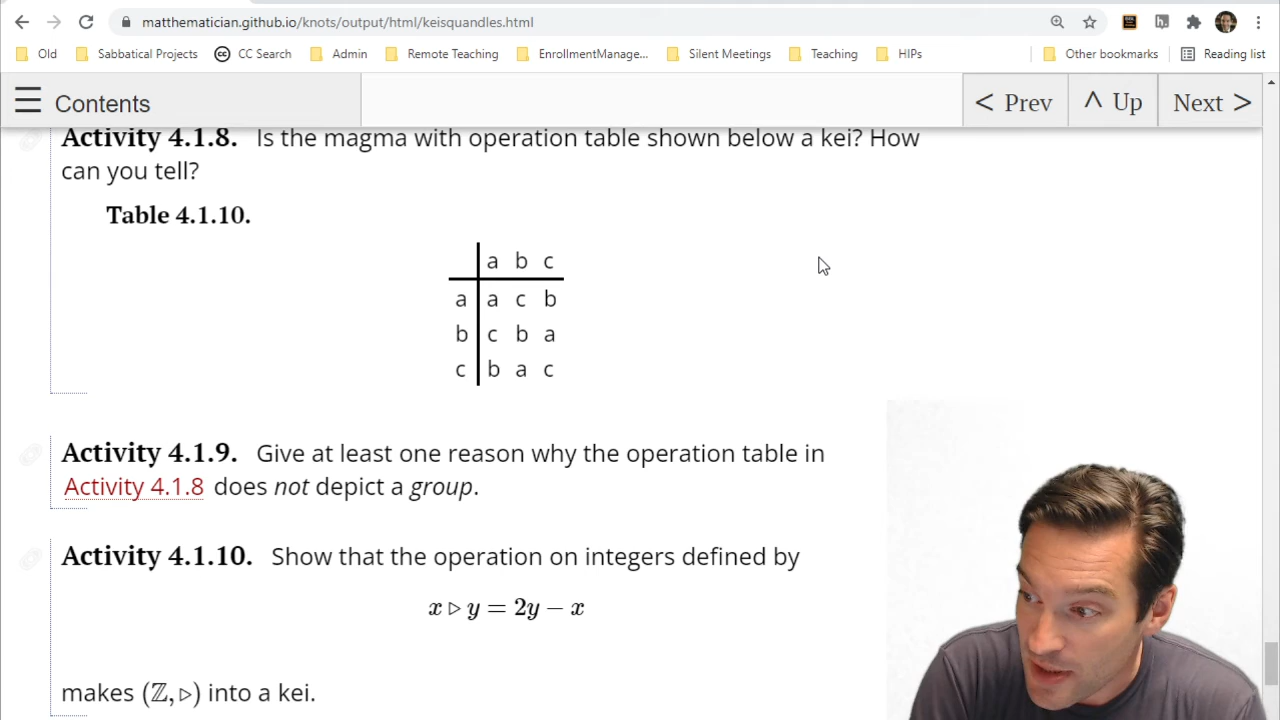 matthematician.github.io/knots/output/html/keisquandles.html
Old Sabbatical Projects CC Search Admin Remote Teaching EnrollmentManage... Silent Meetings Teaching HIPs Other bookmarks Reading list
Contents < Prev ^ Up Next >
Activity 4.1.8. Is the magma with operation table shown below a kei? How
can you tell?
Table 4.1.10.
a b c
a a c b
b c b a
c b a c
Activity 4.1.9. Give at least one reason why the operation table in
Activity 4.1.8 does not depict a group.
Activity 4.1.10. Show that the operation on integers defined by
x ▹ y = 2y − x
makes (ℤ, ▹) into a kei.